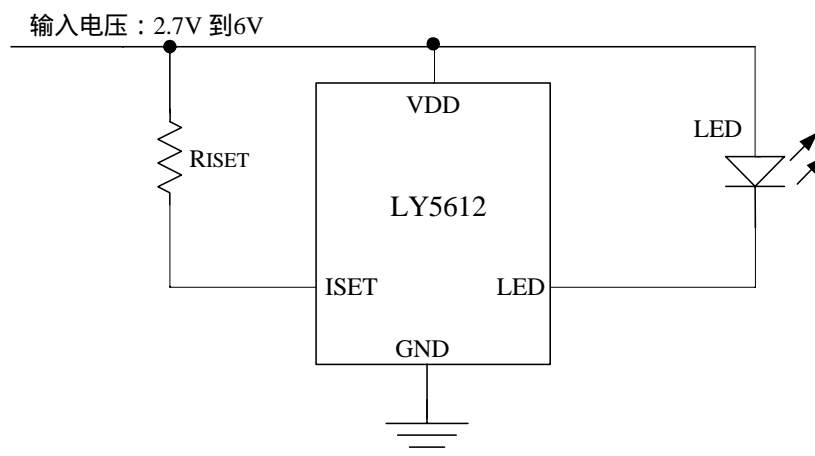 输入电压：2.7V 到6V
VDD
LED
RISET
LY5612
ISET
LED
GND